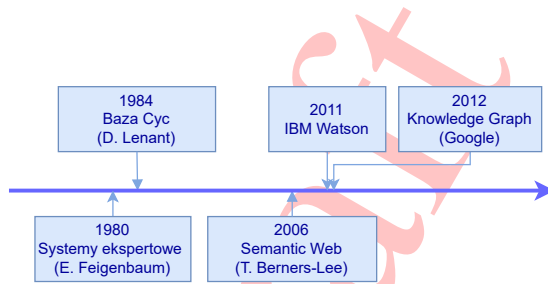 1984
Baza Cyc
(D. Lenant)
2011
IBM Watson
2012
Knowledge Graph
(Google)
1980
Systemy ekspertowe
(E. Feigenbaum)
2006
Semantic Web
(T. Berners-Lee)